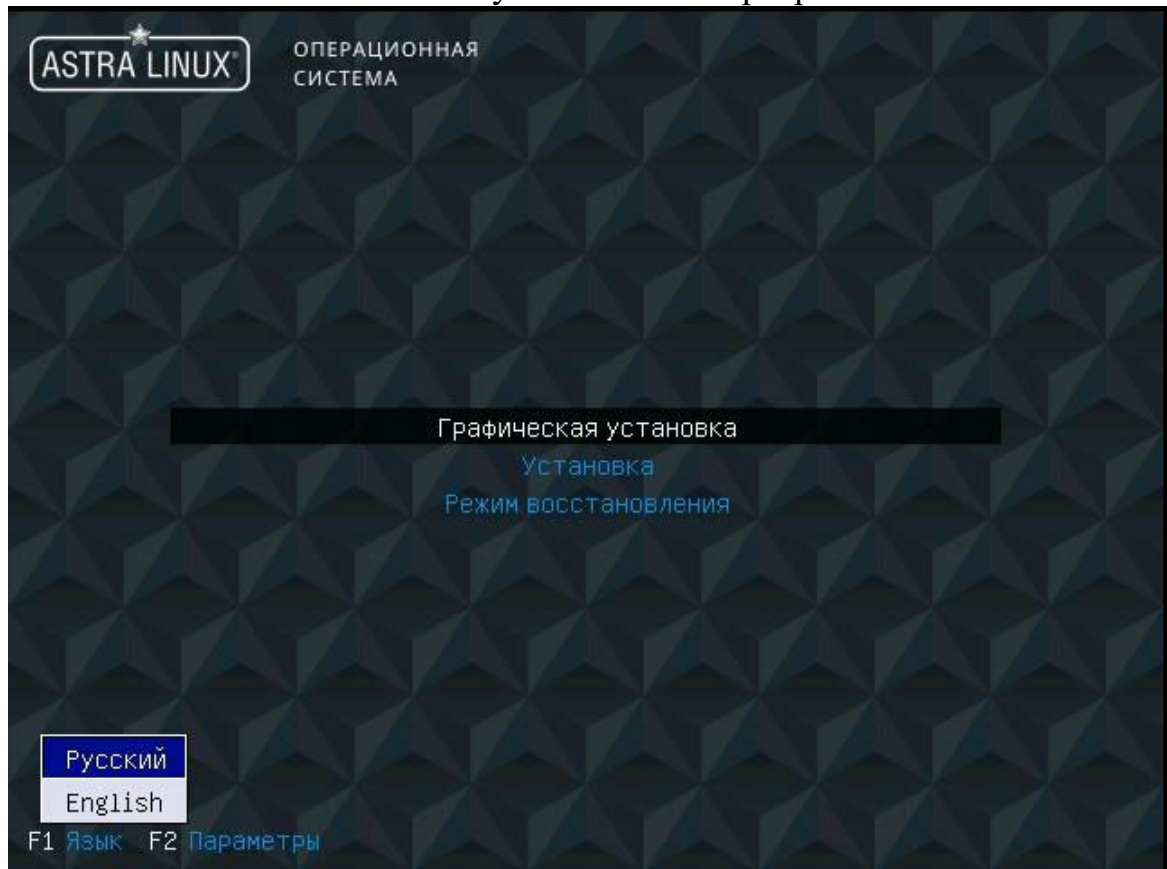 ASTRA LINUX®
ОПЕРАЦИОННАЯ
СИСТЕМА
Графическая установка
Установка
Режим восстановления
Русский
English
F1 Язык F2 Параметры